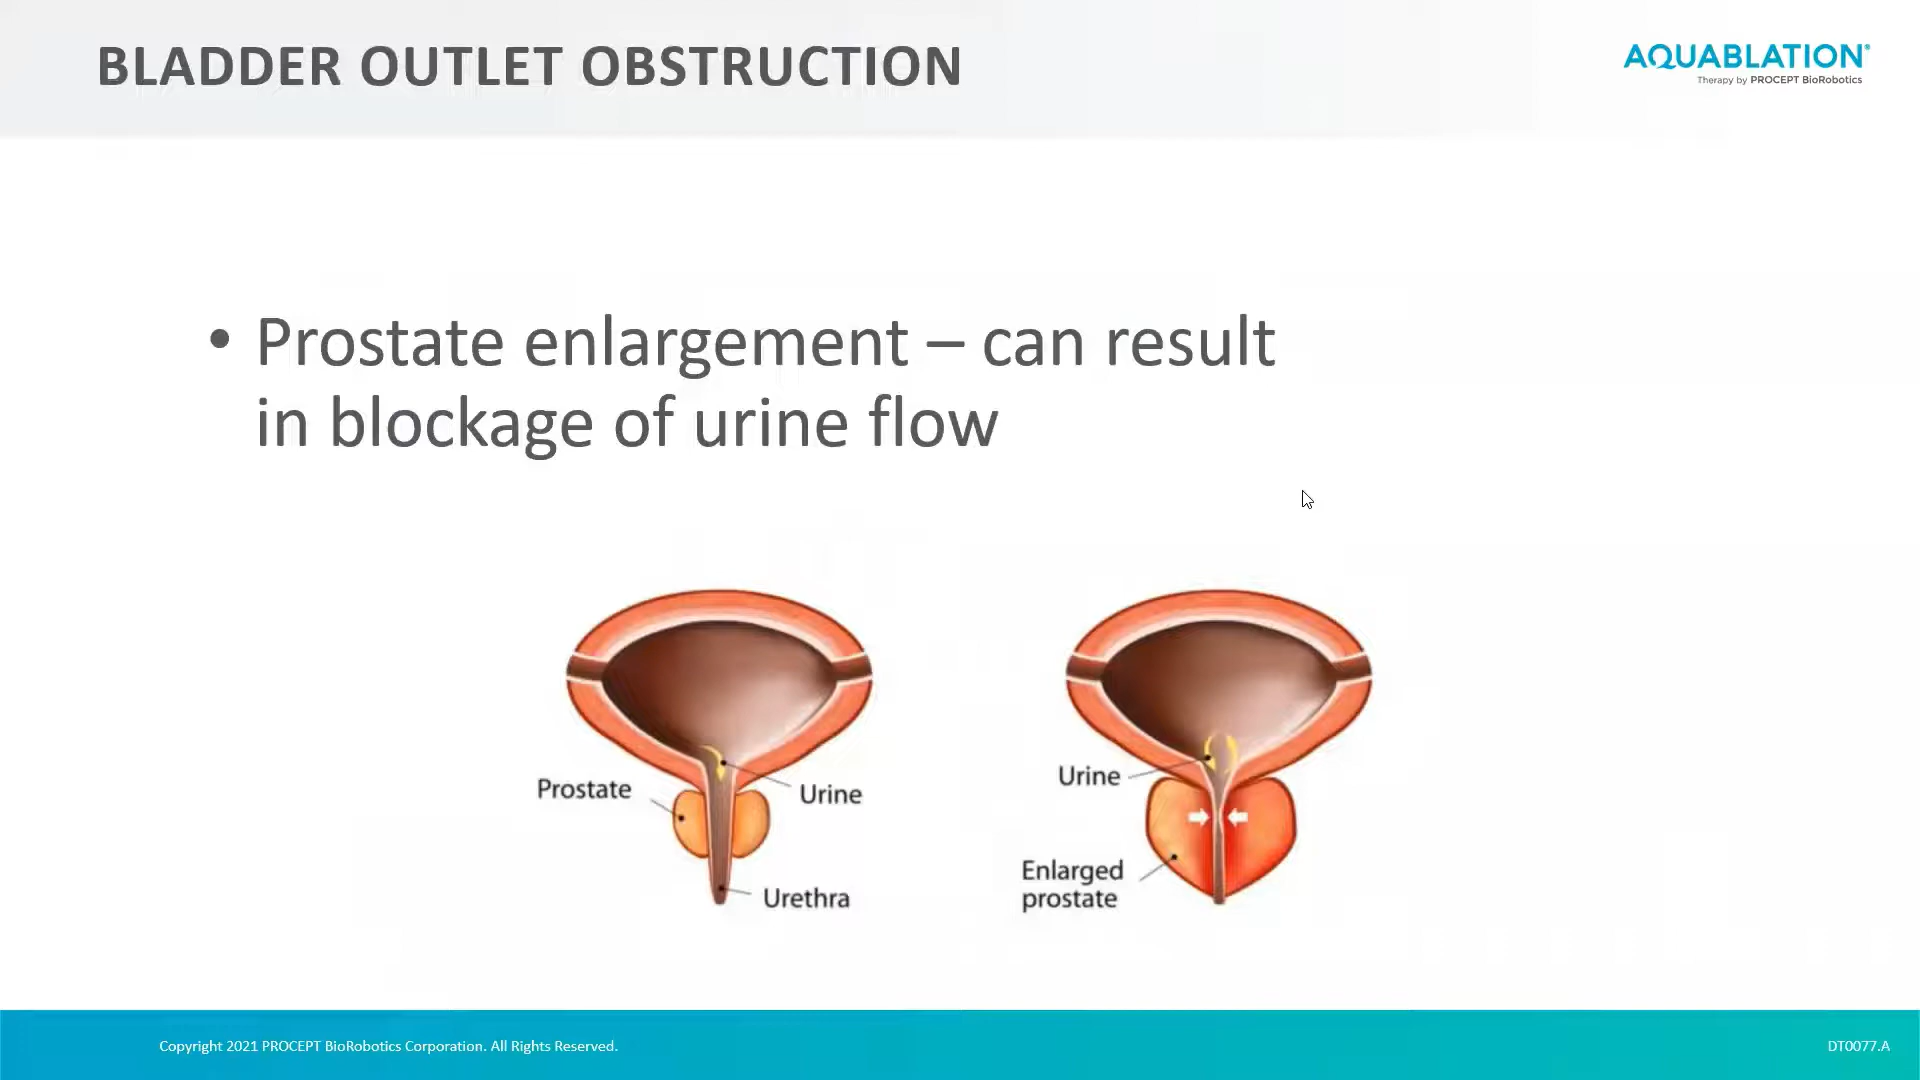 BLADDER OUTLET OBSTRUCTION
AQUABLATION®
Therapy by PROCEPT BioRobotics
• Prostate enlargement – can result
in blockage of urine flow
Prostate
Urine
Urethra
Urine
Enlarged
prostate
Copyright 2021 PROCEPT BioRobotics Corporation. All Rights Reserved.
DT0077.A